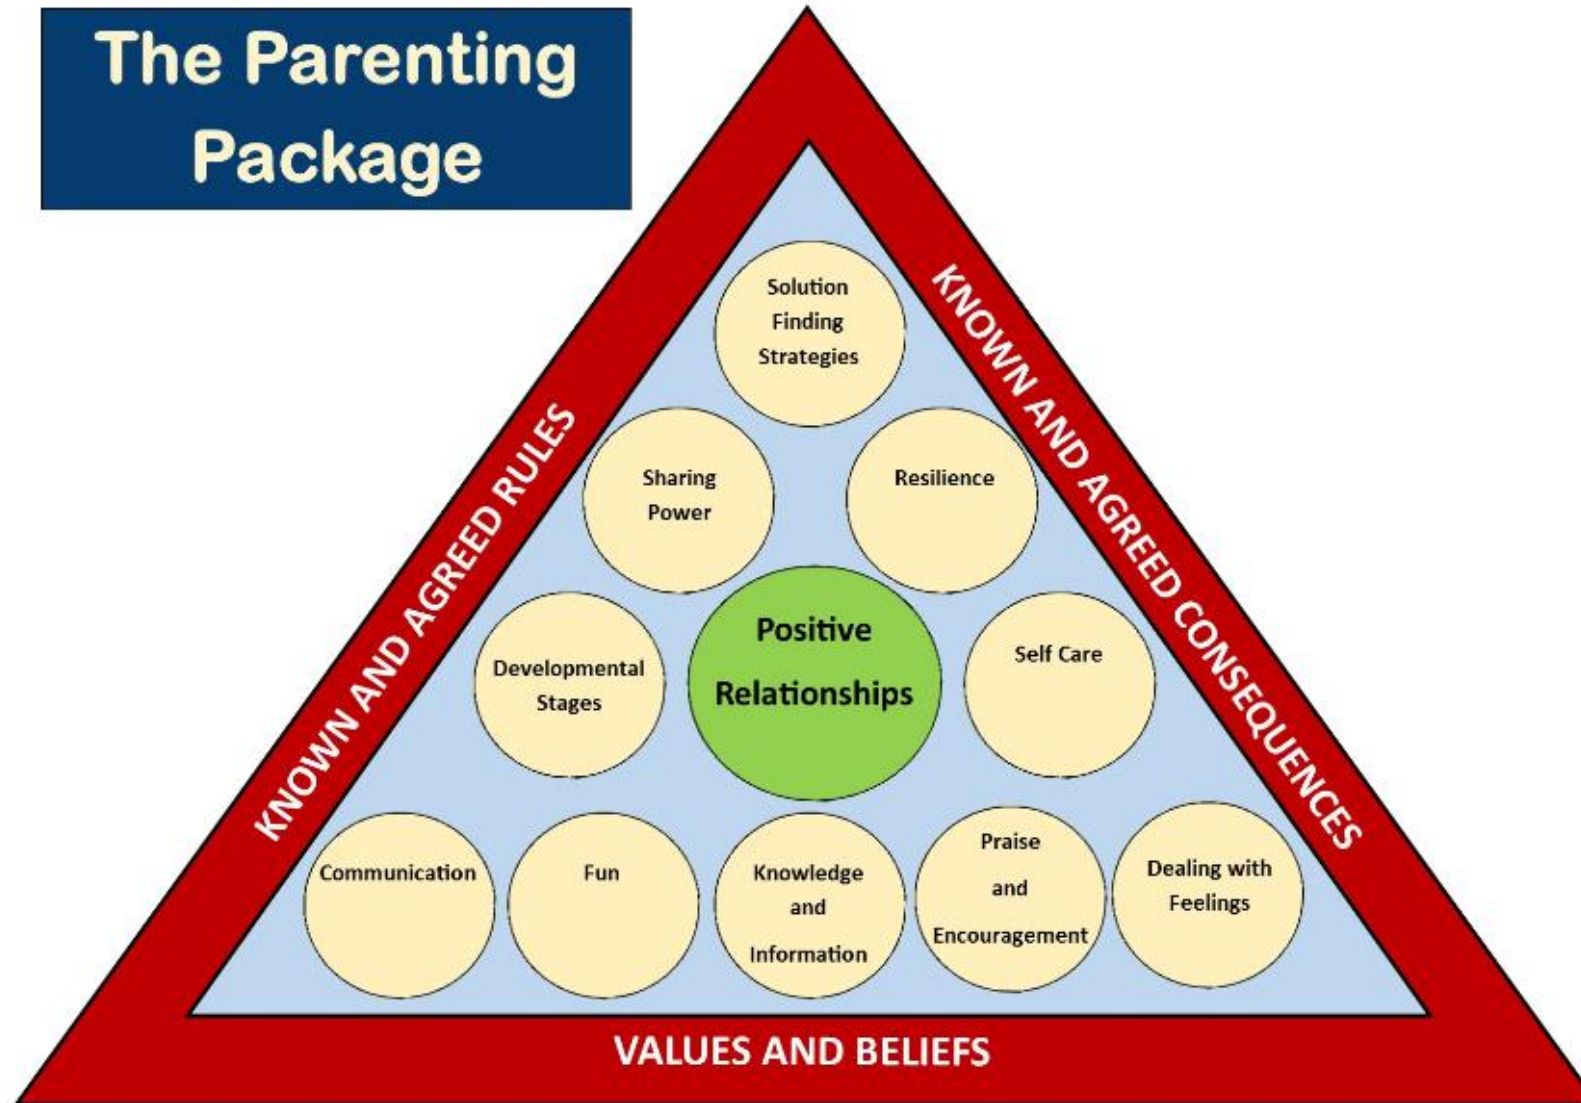 The Parenting
Package
Solution
Finding
Strategies
Sharing
Power
Resilience
KNOWN AND AGREED RULES
KNOWN AND AGREED CONSEQUENCES
Positive
Relationships
Developmental
Stages
Self Care
Communication
Fun
Knowledge
and
Information
Praise
and
Encouragement
Dealing with
Feelings
VALUES AND BELIEFS